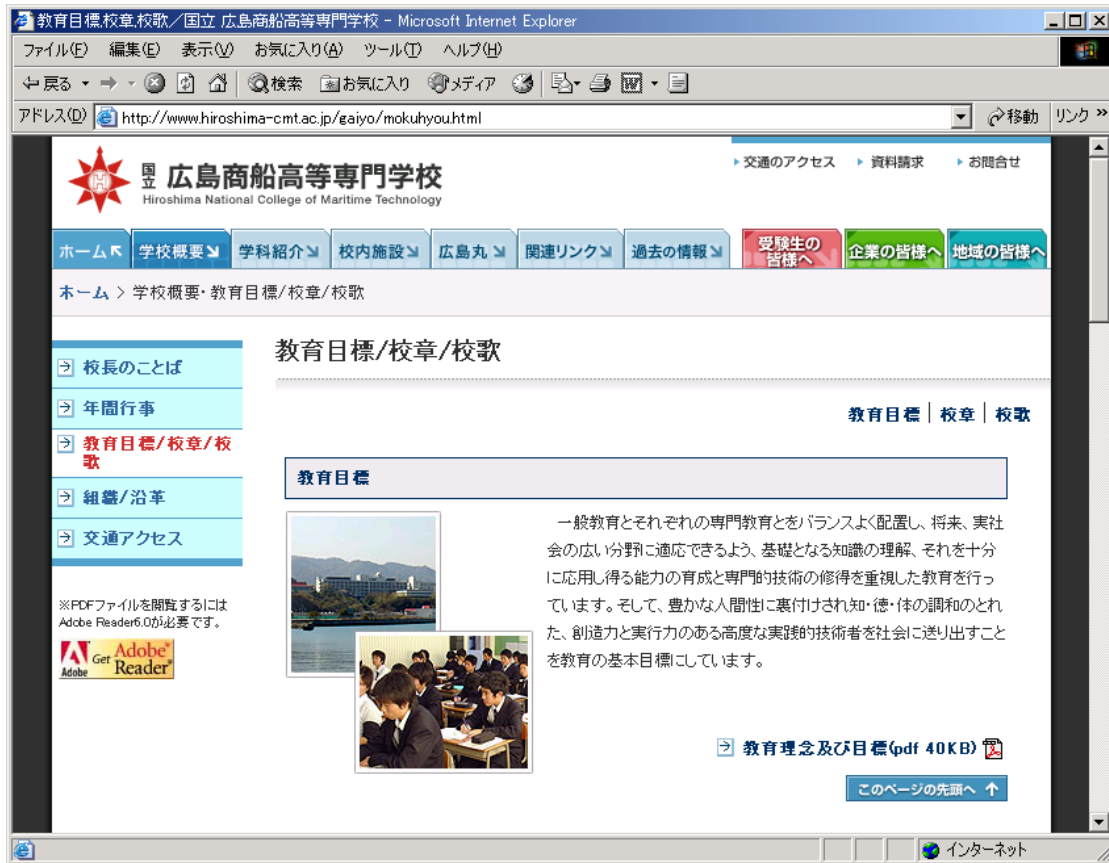 教育目標,校章,校歌／国立 広島商船高等専門学校 - Microsoft Internet Explorer
ファイル(F) 編集(E) 表示(V) お気に入り(A) ツール(T) ヘルプ(H)
戻る 検索 お気に入り メディア
アドレス(D) http://www.hiroshima-cmt.ac.jp/gaiyo/mokuhyou.html 移動 リンク »
国立 広島商船高等専門学校
Hiroshima National College of Maritime Technology
交通のアクセス 資料請求 お問合せ
ホーム 学校概要 学科紹介 校内施設 広島丸 関連リンク 過去の情報 受験生の皆様へ 企業の皆様へ 地域の皆様へ
ホーム > 学校概要・教育目標/校章/校歌
校長のことば
年間行事
教育目標/校章/校
歌
組織/沿革
交通アクセス
※PDFファイルを閲覧するには
Adobe Reader6.0が必要です。
Adobe Get Adobe® Reader®
教育目標/校章/校歌
教育目標 | 校章 | 校歌
教育目標
一般教育とそれぞれの専門教育とをバランスよく配置し、将来、実社
会の広い分野に適応できるよう、基礎となる知識の理解、それを十分
に応用し得る能力の育成と専門的技術の修得を重視した教育を行っ
ています。そして、豊かな人間性に裏付けされ知・徳・体の調和のとれ
た、創造力と実行力のある高度な実践的技術者を社会に送り出すこと
を教育の基本目標にしています。
教育理念及び目標(pdf 40KB)
このページの先頭へ ↑
インターネット